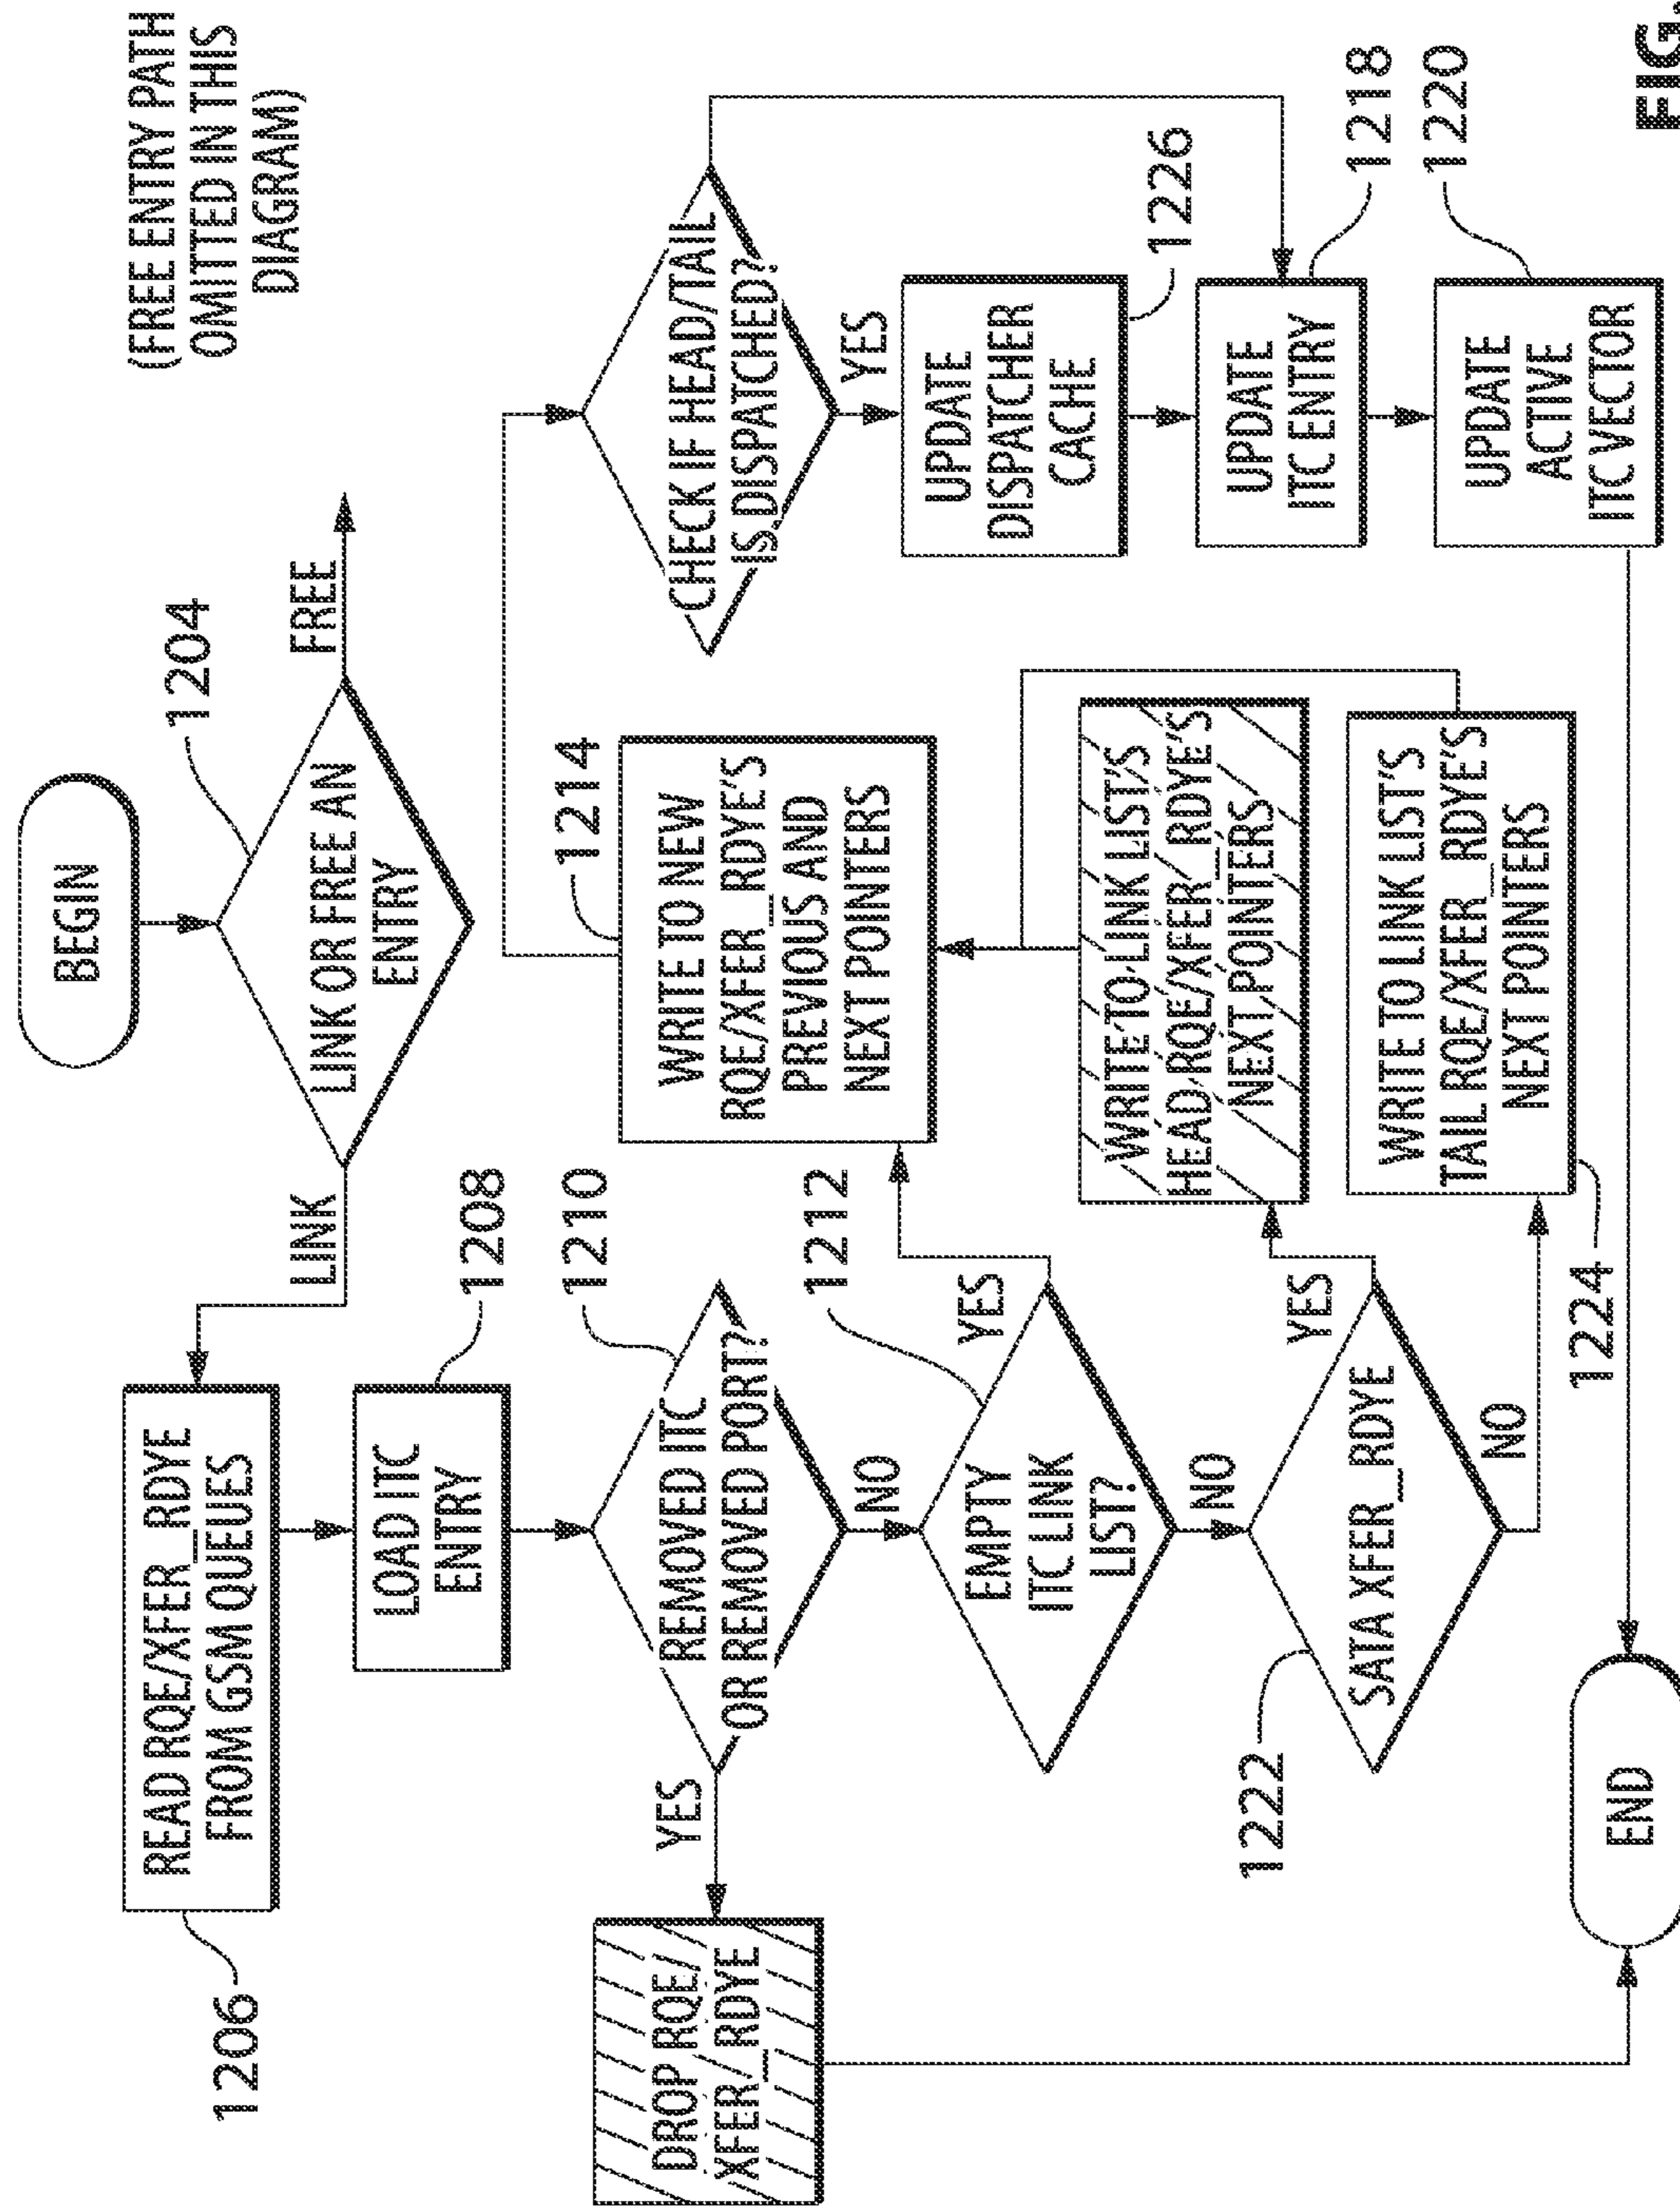 (FREE ENTRY PATH
OMITTED IN THIS
DIAGRAM)
BEGIN
1204
LINK OR FREE AN
ENTRY
LINK
FREE
READ RQE/XFER_RDYE
FROM GSM QUEUES
1206
LOAD ITC
ENTRY
1208
REMOVED ITC
OR REMOVED PORT?
1210
YES
DROP RQE/
XFER_RDYE
NO
EMPTY
ITC LINK
LIST?
1212
YES
NO
SATA XFER_RDYE
1222
YES
NO
WRITE TO NEW
RQE/XFER_RDYE'S
PREVIOUS AND
NEXT POINTERS
1214
WRITE TO LINK LIST'S
HEAD RQE/XFER_RDYE'S
NEXT POINTERS
WRITE TO LINK LIST'S
TAIL RQE/XFER_RDYE'S
NEXT POINTERS
1224
CHECK IF HEAD/TAIL
IS DISPATCHED?
YES
UPDATE
DISPATCHER
CACHE
1226
UPDATE
ITC ENTRY
1218
UPDATE
ACTIVE
ITC VECTOR
1220
END
FIG.